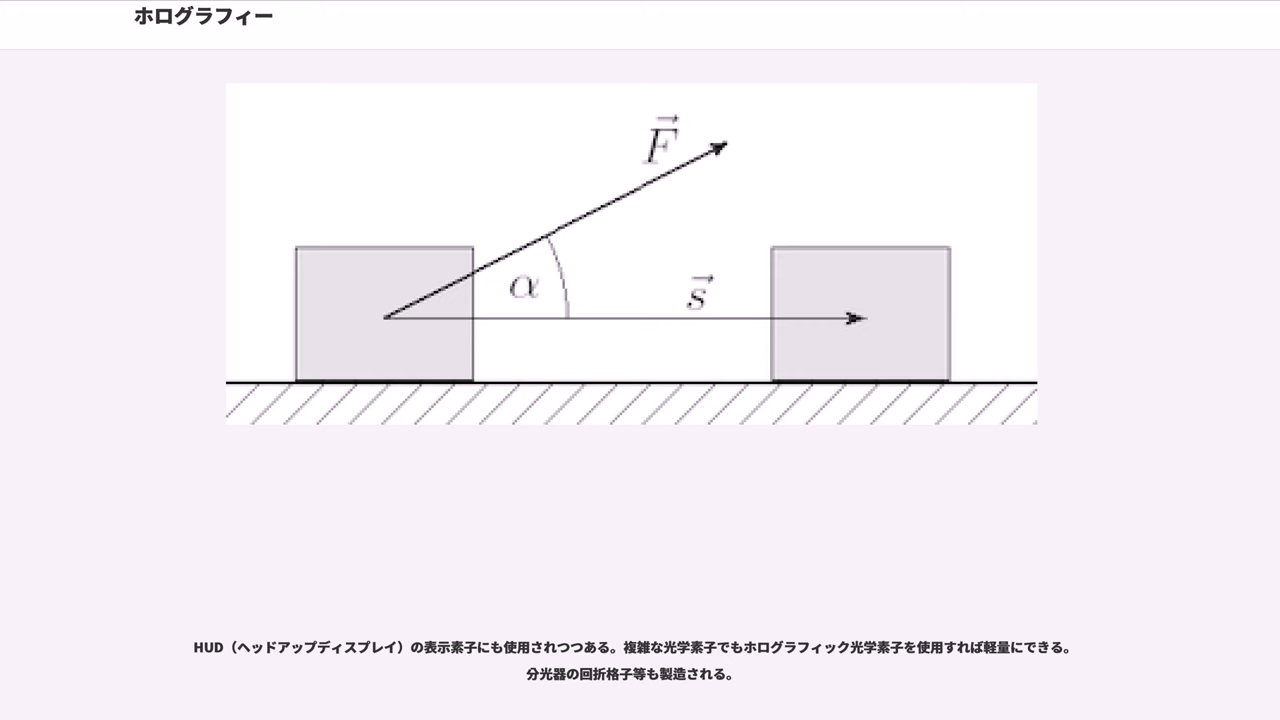 ホログラフィー
F⃗
α
s⃗
HUD（ヘッドアップディスプレイ）の表示素子にも使用されつつある。複雑な光学素子でもホログラフィック光学素子を使用すれば軽量にできる。
分光器の回折格子等も製造される。